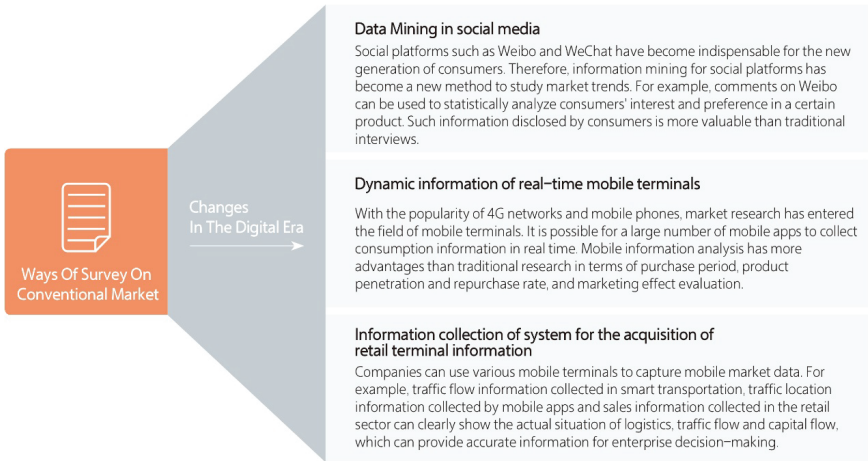 Ways Of Survey On
Conventional Market
Changes
In The Digital Era
Data Mining in social media
Social platforms such as Weibo and WeChat have become indispensable for the new
generation of consumers. Therefore, information mining for social platforms has
become a new method to study market trends. For example, comments on Weibo
can be used to statistically analyze consumers' interest and preference in a certain
product. Such information disclosed by consumers is more valuable than traditional
interviews.
Dynamic information of real-time mobile terminals
With the popularity of 4G networks and mobile phones, market research has entered
the field of mobile terminals. It is possible for a large number of mobile apps to collect
consumption information in real time. Mobile information analysis has more
advantages than traditional research in terms of purchase period, product
penetration and repurchase rate, and marketing effect evaluation.
Information collection of system for the acquisition of
retail terminal information
Companies can use various mobile terminals to capture mobile market data. For
example, traffic flow information collected in smart transportation, traffic location
information collected by mobile apps and sales information collected in the retail
sector can clearly show the actual situation of logistics, traffic flow and capital flow,
which can provide accurate information for enterprise decision-making.